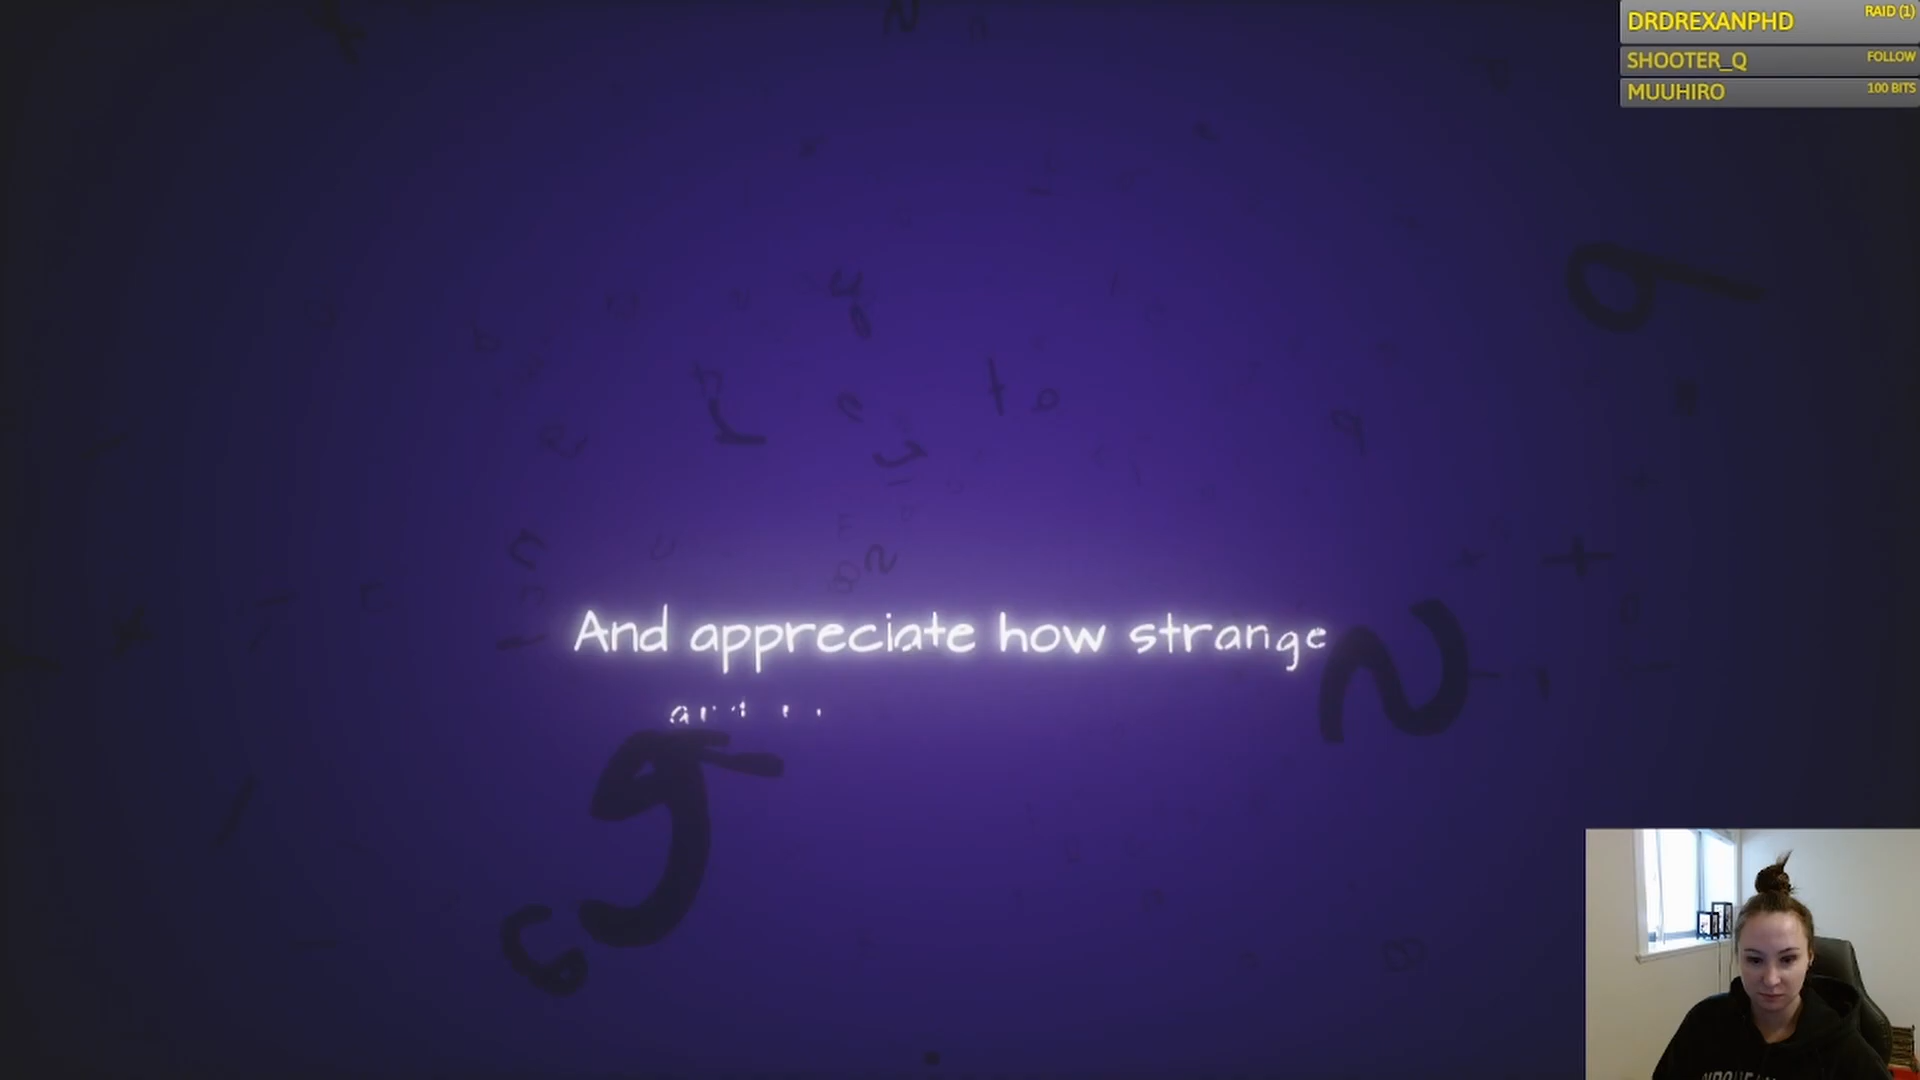 DRDREXANPHD RAID (1)
SHOOTER_Q FOLLOW
MUUHIRO 100 BITS
And appreciate how strange